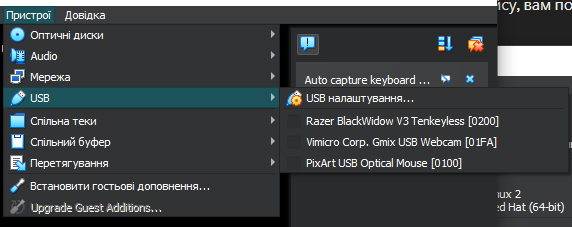 Пристрої Довідка
йсу, вам по
Оптичні диски
Audio
Мережа
USB
Спільна теки
Спільний буфер
Перетягування
Встановити гостьові доповнення...
Upgrade Guest Additions...
Auto capture keyboard ...
USB налаштування...
Razer BlackWidow V3 Tenkeyless [0200]
Vimicro Corp. Gmix USB Webcam [01FA]
PixArt USB Optical Mouse [0100]
nux 2
ed Hat (64-bit)